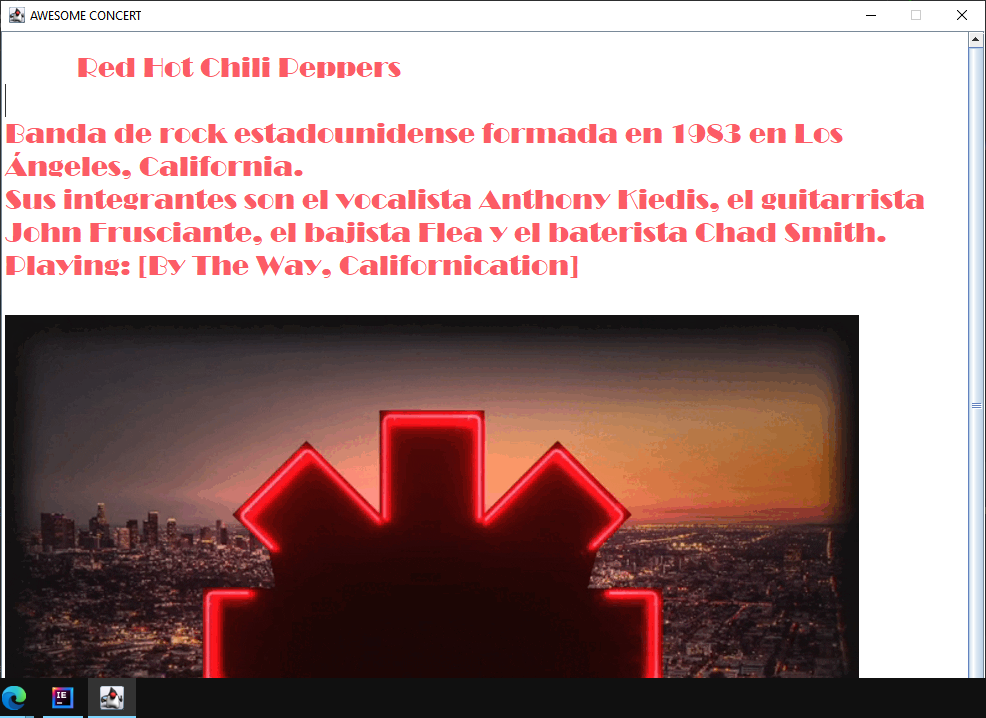 AWESOME CONCERT
Red Hot Chili Peppers
Banda de rock estadounidense formada en 1983 en Los
Ángeles, California.
Sus integrantes son el vocalista Anthony Kiedis, el guitarrista
John Frusciante, el bajista Flea y el baterista Chad Smith.
Playing: [By The Way, Californication]
IE